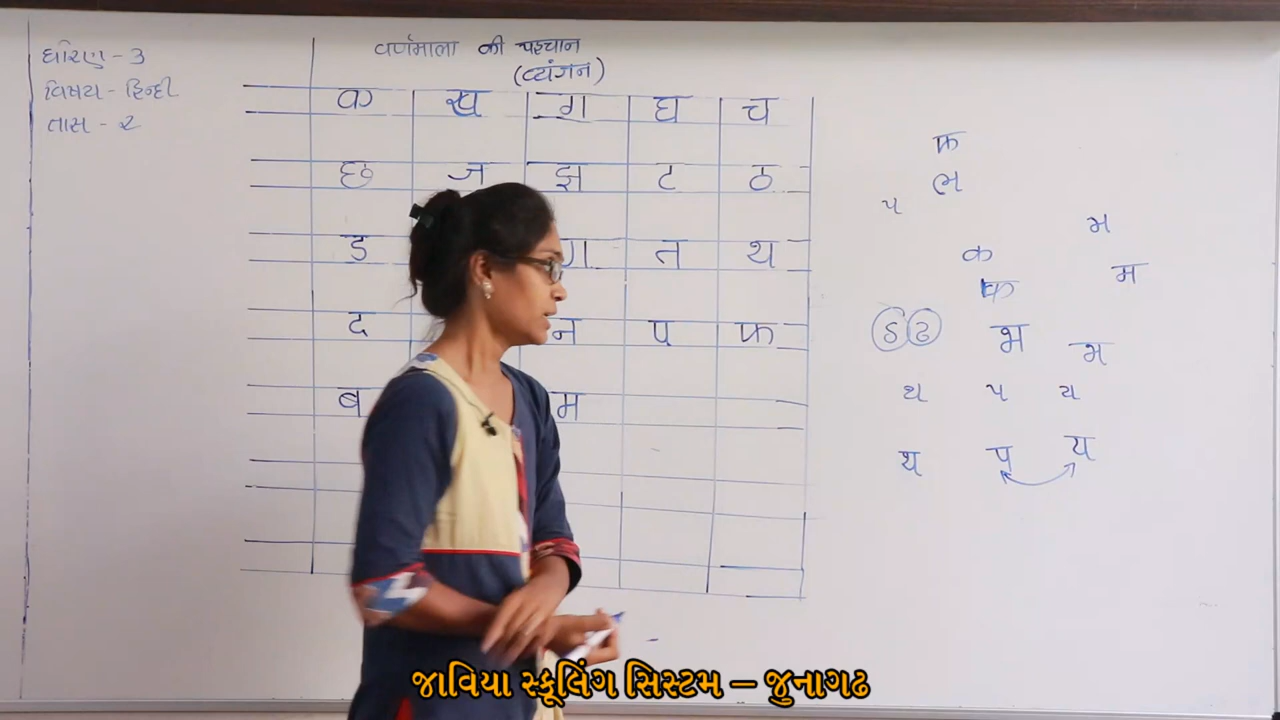 ધોરણ - 3
વિષય - હિન્દી
તાસ - ૨
वर्णमाला की पहचान
(व्यंजन)
क ख ग घ च
छ ज झ ट ठ
ड ण त थ
द न प फ
ब म
फ
ભ
પ
મ
ક
क
म
ડ ઢ
भ
મ
થ પ ય
थ प य
જાવિયા સ્કૂલિંગ સિસ્ટમ – જુનાગઢ